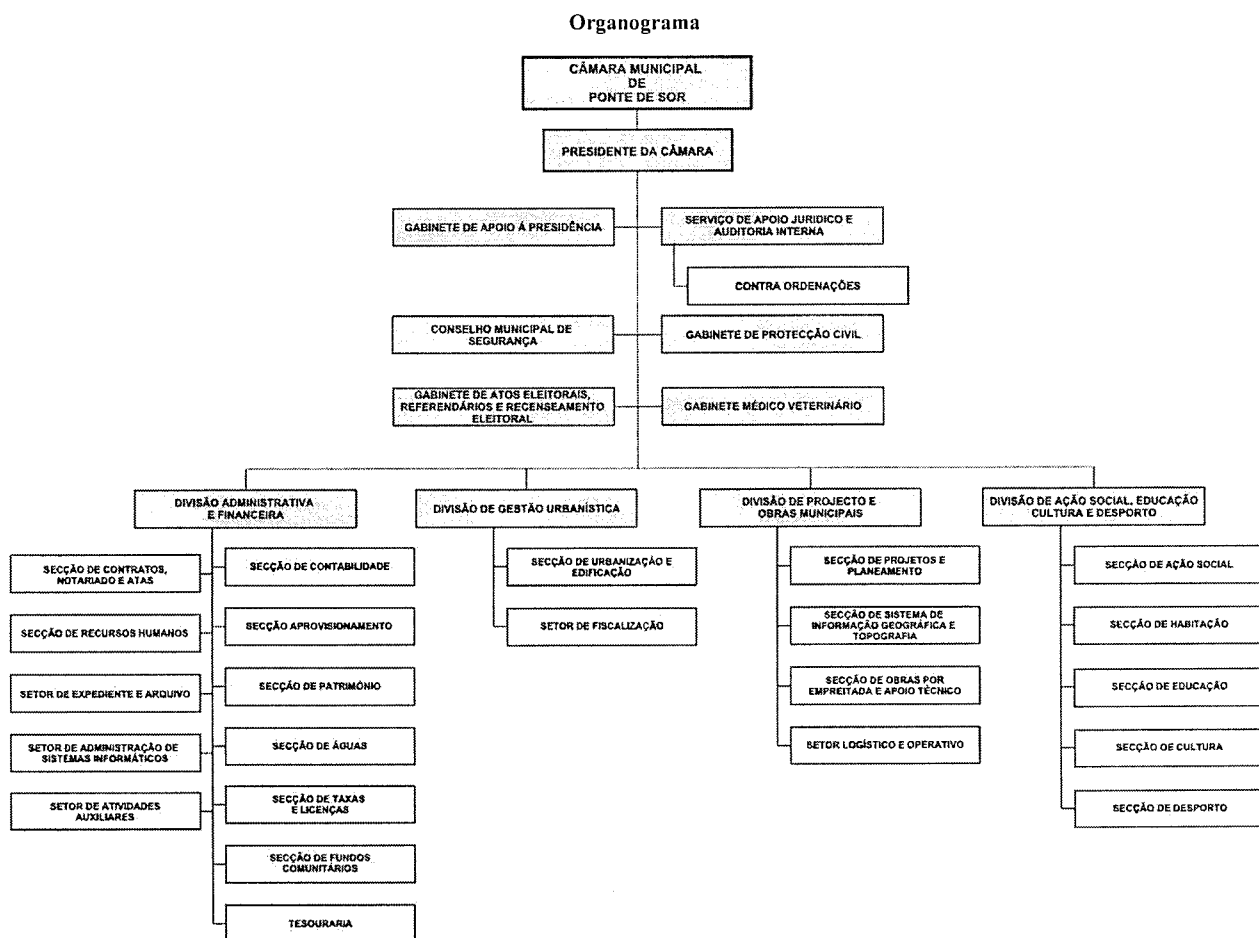 Organograma
CÂMARA MUNICIPAL
DE
PONTE DE SOR
PRESIDENTE DA CÂMARA
GABINETE DE APOIO Á PRESIDÊNCIA
SERVIÇO DE APOIO JURIDICO E
AUDITORIA INTERNA
CONTRA ORDENAÇÕES
CONSELHO MUNICIPAL DE
SEGURANÇA
GABINETE DE PROTECÇÃO CIVIL
GABINETE DE ATOS ELEITORAIS,
REFERENDÁRIOS E RECENSEAMENTO
ELEITORAL
GABINETE MÉDICO VETERINÁRIO
DIVISÃO ADMINISTRATIVA
E FINANCEIRA
SECÇÃO DE CONTRATOS,
NOTARIADO E ATAS
SECÇÃO DE RECURSOS HUMANOS
SETOR DE EXPEDIENTE E ARQUIVO
SETOR DE ADMINISTRAÇÃO DE
SISTEMAS INFORMÁTICOS
SETOR DE ATIVIDADES
AUXILIARES
SECÇÃO DE CONTABILIDADE
SECÇÃO APROVISIONAMENTO
SECÇÃO DE PATRIMÓNIO
SECÇÃO DE ÁGUAS
SECÇÃO DE TAXAS
E LICENÇAS
SECÇÃO DE FUNDOS
COMUNITÁRIOS
TESOURARIA
DIVISÃO DE GESTÃO URBANÍSTICA
SECÇÃO DE URBANIZAÇÃO E
EDIFICAÇÃO
SETOR DE FISCALIZAÇÃO
DIVISÃO DE PROJECTO E
OBRAS MUNICIPAIS
SECÇÃO DE PROJETOS E
PLANEAMENTO
SECÇÃO DE SISTEMA DE
INFORMAÇÃO GEOGRÁFICA E
TOPOGRAFIA
SECÇÃO DE OBRAS POR
EMPREITADA E APOIO TÉCNICO
SETOR LOGÍSTICO E OPERATIVO
DIVISÃO DE AÇÃO SOCIAL, EDUCAÇÃO
CULTURA E DESPORTO
SECÇÃO DE AÇÃO SOCIAL
SECÇÃO DE HABITAÇÃO
SECÇÃO DE EDUCAÇÃO
SECÇÃO DE CULTURA
SECÇÃO DE DESPORTO